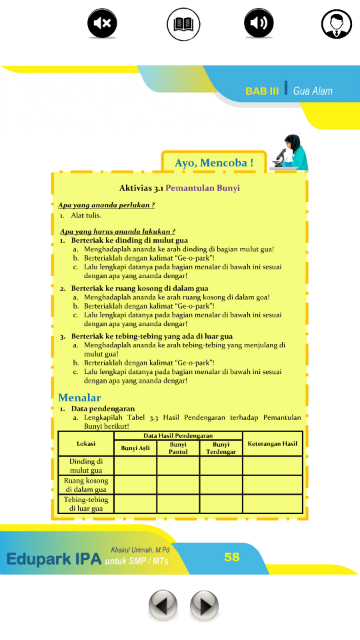 BAB III Gua Alam
Ayo, Mencoba !
Aktivias 3.1 Pemantulan Bunyi
Apa yang ananda perlukan ?
1. Alat tulis.
Apa yang harus ananda lakukan ?
1. Berteriak ke dinding di mulut gua
a. Menghadaplah ananda ke arah dinding di bagian mulut gua!
b. Berteriaklah dengan kalimat "Ge-o-park"!
c. Lalu lengkapi datanya pada bagian menalar di bawah ini sesuai
dengan apa yang ananda dengar!
2. Berteriak ke ruang kosong di dalam gua
a. Menghadaplah ananda ke arah ruang kosong di dalam goa!
b. Berteriaklah dengan kalimat "Ge-o-park"!
c. Lalu lengkapi datanya pada bagian menalar di bawah ini sesuai
dengan apa yang ananda dengar!
3. Berteriak ke tebing-tebing yang ada di luar gua
a. Menghadaplah ananda ke arah tebing-tebing yang menjulang di
mulut gua!
b. Berteriaklah dengan kalimat "Ge-o-park"!
c. Lalu lengkapi datanya pada bagian menalar di bawah ini sesuai
dengan apa yang ananda dengar!
Menalar
1. Data pendengaran
a. Lengkapilah Tabel 3.3 Hasil Pendengaran terhadap Pemantulan
Bunyi berikut!
Lokasi Data Hasil Pendengaran Keterangan Hasil
Bunyi Asli Bunyi Pantul Bunyi Terdengar
Dinding di
mulut gua
Ruang kosong
di dalam gua
Tebing-tebing
di luar gua
Khairul Ummah, M.Pd
Edupark IPA untuk SMP / MTs 58